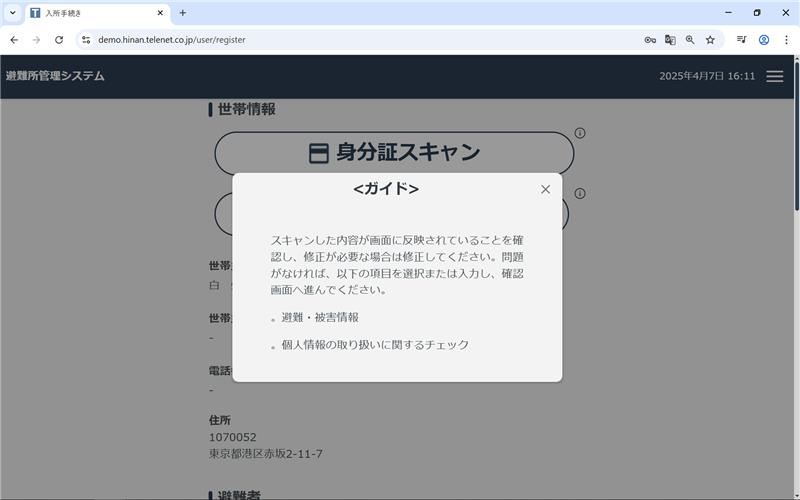 入所手続き
demo.hinan.telenet.co.jp/user/register
避難所管理システム
2025年4月7日 16:11
世帯情報
身分証スキャン
<ガイド>
スキャンした内容が画面に反映されていることを確
認し、修正が必要な場合は修正してください。問題
がなければ、以下の項目を選択または入力し、確認
画面へ進んでください。
。避難・被害情報
。個人情報の取り扱いに関するチェック
世帯
白
世帯
-
電話
-
住所
1070052
東京都港区赤坂2-11-7
避難者